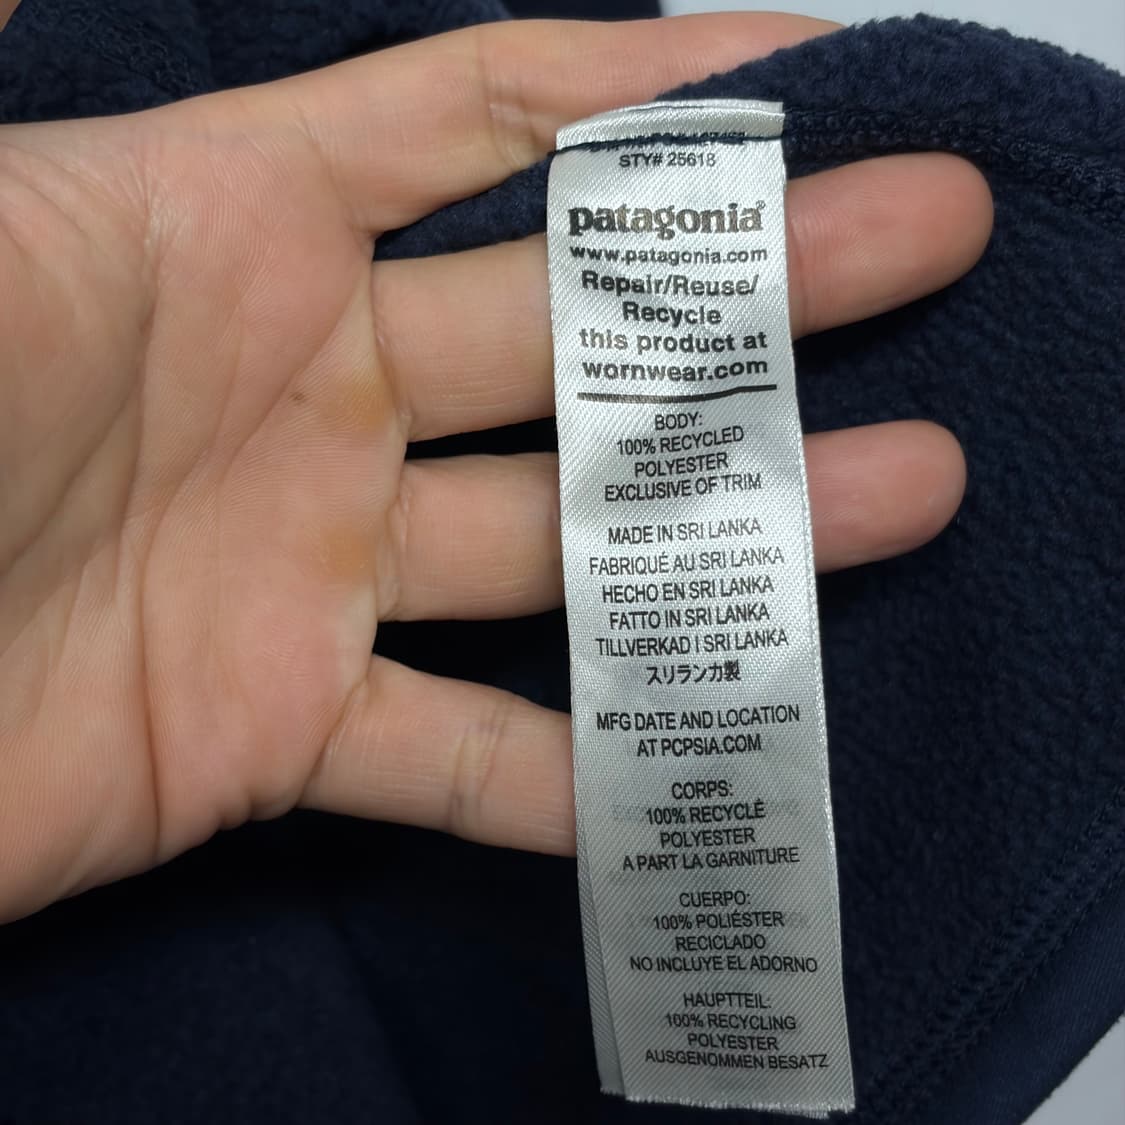 STY# 25618
patagonia®
www.patagonia.com
Repair/Reuse/
Recycle
this product at
wornwear.com
BODY:
100% RECYCLED
POLYESTER
EXCLUSIVE OF TRIM
MADE IN SRI LANKA
FABRIQUÉ AU SRI LANKA
HECHO EN SRI LANKA
FATTO IN SRI LANKA
TILLVERKAD I SRI LANKA
スリランカ製
MFG DATE AND LOCATION
AT PCPSIA.COM
CORPS:
100% RECYCLÉ
POLYESTER
A PART LA GARNITURE
CUERPO:
100% POLIÉSTER
RECICLADO
NO INCLUYE EL ADORNO
HAUPTTEIL:
100% RECYCLING
POLYESTER
AUSGENOMMEN BESATZ